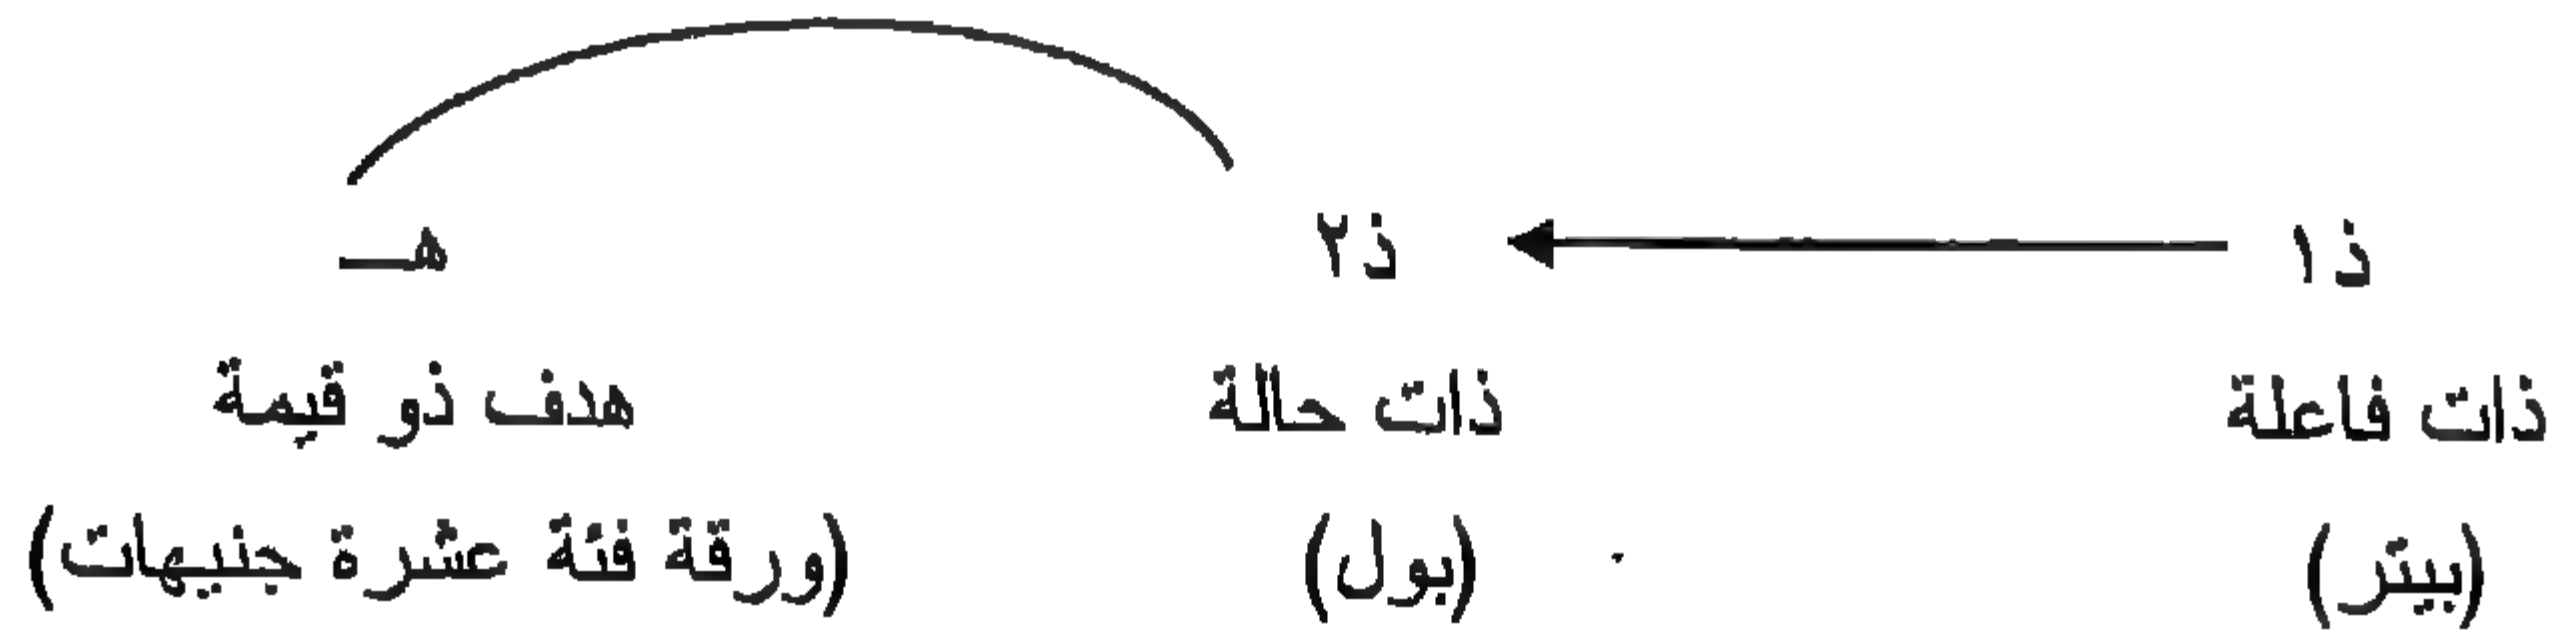 ذ١ ذ٢ هـ
ذات فاعلة ذات حالة هدف ذو قيمة
(بيتر) (بول) (ورقة فئة عشرة جنيهات)